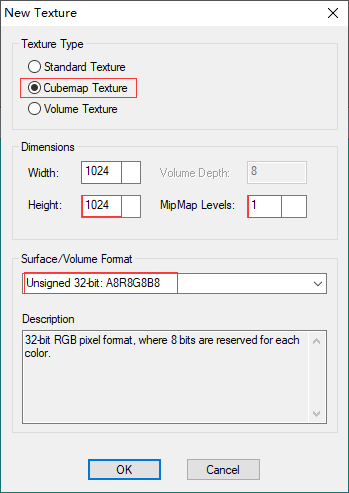 New Texture
Texture Type
Standard Texture
Cubemap Texture
Volume Texture
Dimensions
Width: 1024 Volume Depth: 8
Height: 1024 MipMap Levels: 1
Surface/Volume Format
Unsigned 32-bit: A8R8G8B8
Description
32-bit RGB pixel format, where 8 bits are reserved for each
color.
OK Cancel